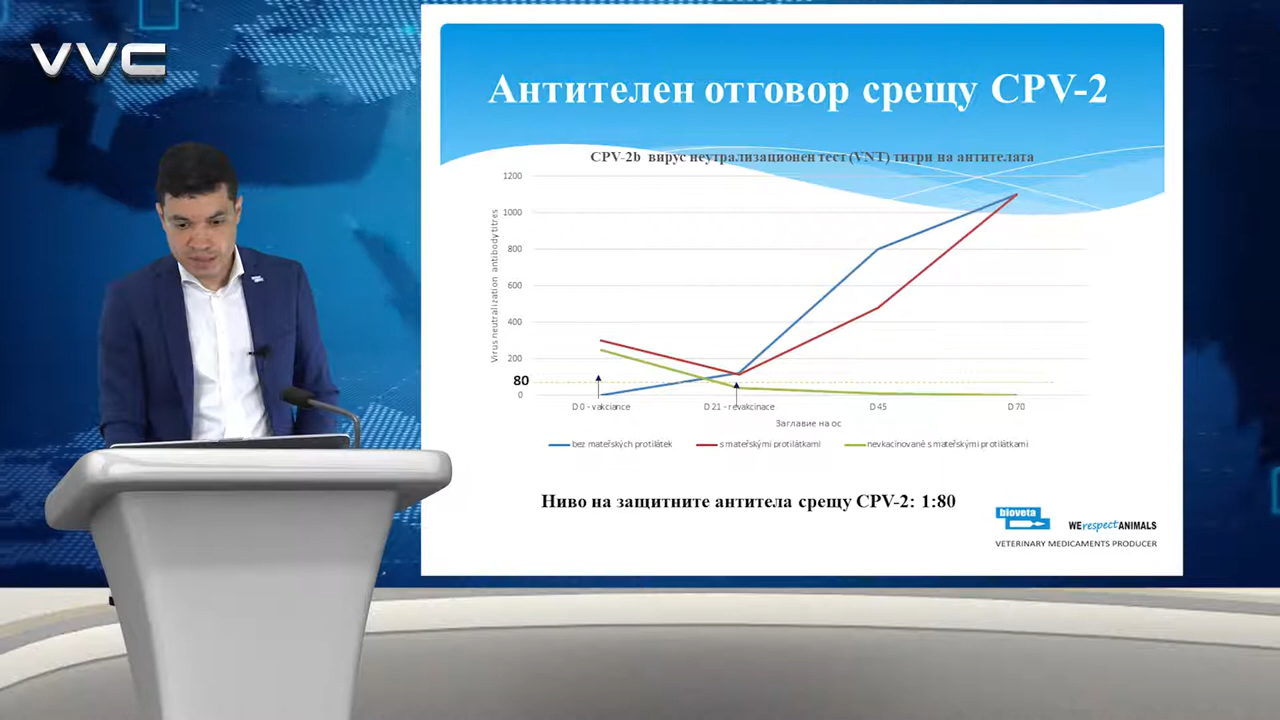 VVC
Антителен отговор срещу CPV-2
CPV-2b вирус неутрализационен тест (VNT) титри на антителата
Virus neutralization antibody titres
1200
1000
800
600
400
200
80
0
D 0 - vakciance
D 21 - revakcinace
D 45
D 70
Заглавие на ос
bez mateřských protilátek
s mateřskými protilátkami
nevkacinované s mateřskými protilátkami
Ниво на защитните антитела срещу CPV-2: 1:80
bioveta
WE respect ANIMALS
VETERINARY MEDICAMENTS PRODUCER